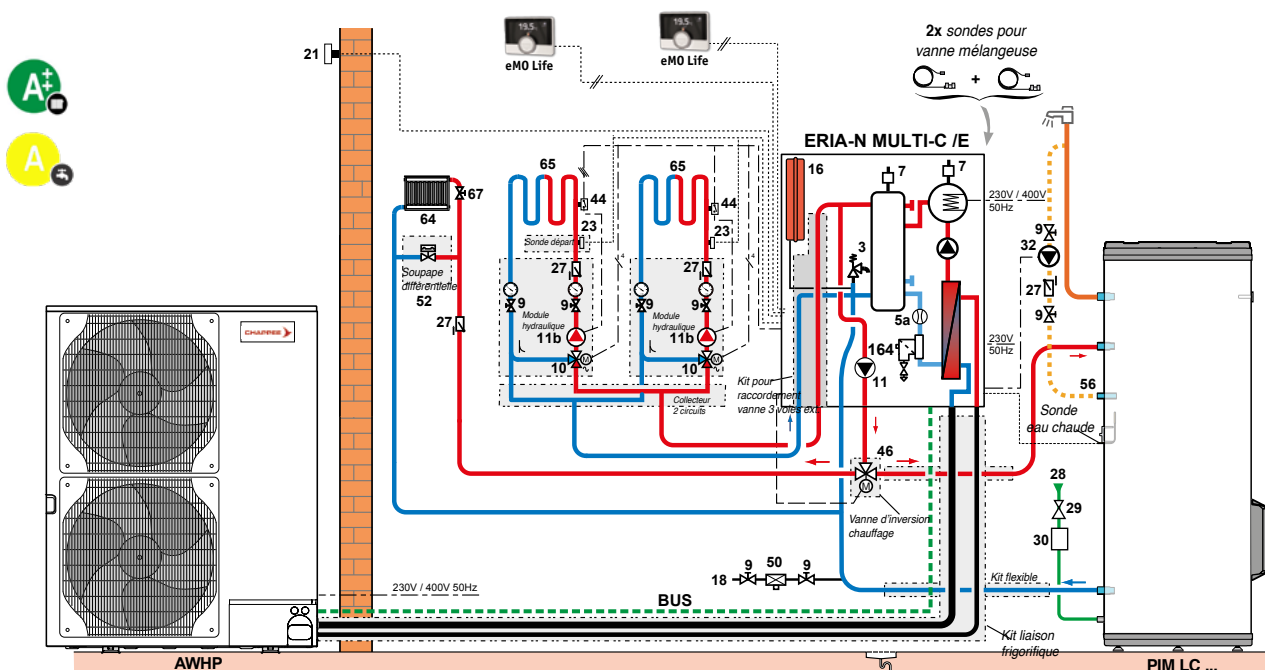 19.5
eMO Life
19.5
eMO Life
2x sondes pour
vanne mélangeuse
+
21
A++
A
ERIA-N MULTI-C /E
65
65
16
7
7
230V / 400V
50Hz
67
64
44
44
23
23
Sonde départ
3
9
32
Soupape
différentielle
52
27
27
27
27
9
9
9
9
9
Module
hydraulique
Module
hydraulique
11b
11b
5a
164
230V
50Hz
CHAPPEE
10
M
10
M
11
Kit pour
raccordement
vanne 3 voies ext.
Collecteur
2 circuits
56
Sonde
eau chaude
46
M
28
29
30
Vanne d'inversion
chauffage
18
9
50
9
Kit flexible
230V / 400V 50Hz
BUS
Kit liaison
frigorifique
AWHP
PIM LC ...